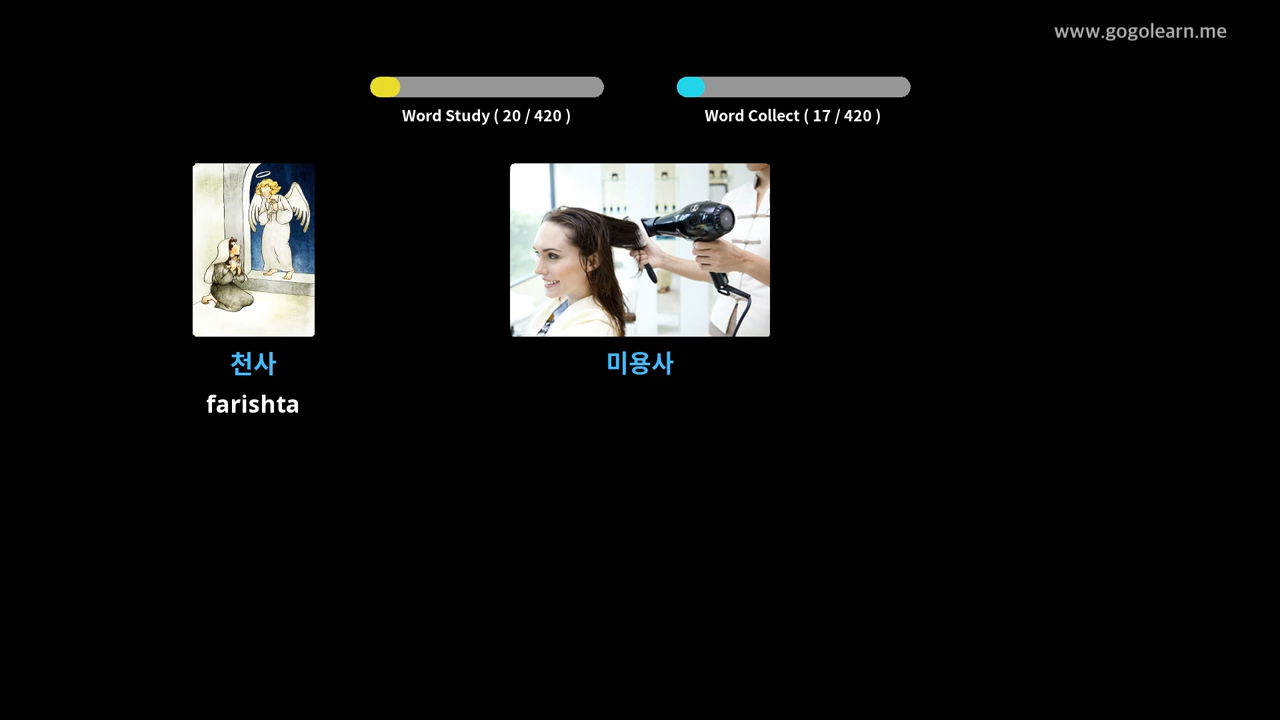 www.gogolearn.me
Word Study ( 20 / 420 )
Word Collect ( 17 / 420 )
천사
farishta
미용사